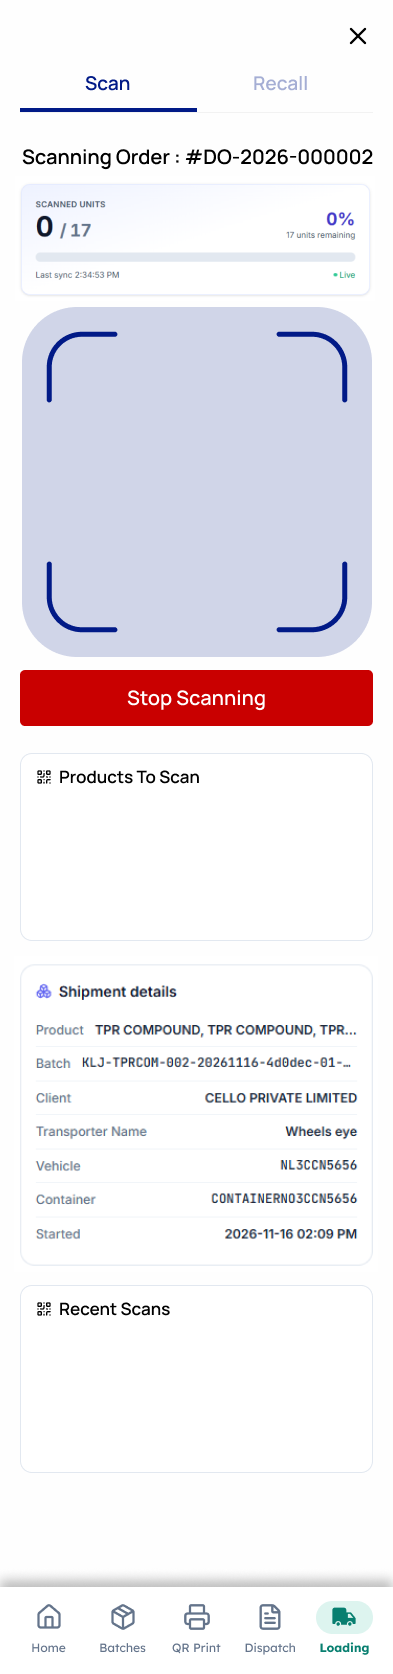 Scan Recall
Scanning Order : #DO-2026-000002
SCANNED UNITS
0 / 17
0%
17 units remaining
Last sync 2:34:53 PM
Live
Stop Scanning
Products To Scan
Shipment details
Product TPR COMPOUND, TPR COMPOUND, TPR...
Batch KLJ-TPRCOM-002-20261116-4d0dec-01-…
Client CELLO PRIVATE LIMITED
Transporter Name Wheels eye
Vehicle NL3CCN5656
Container CONTAINERNO3CCN5656
Started 2026-11-16 02:09 PM
Recent Scans
Home Batches QR Print Dispatch Loading